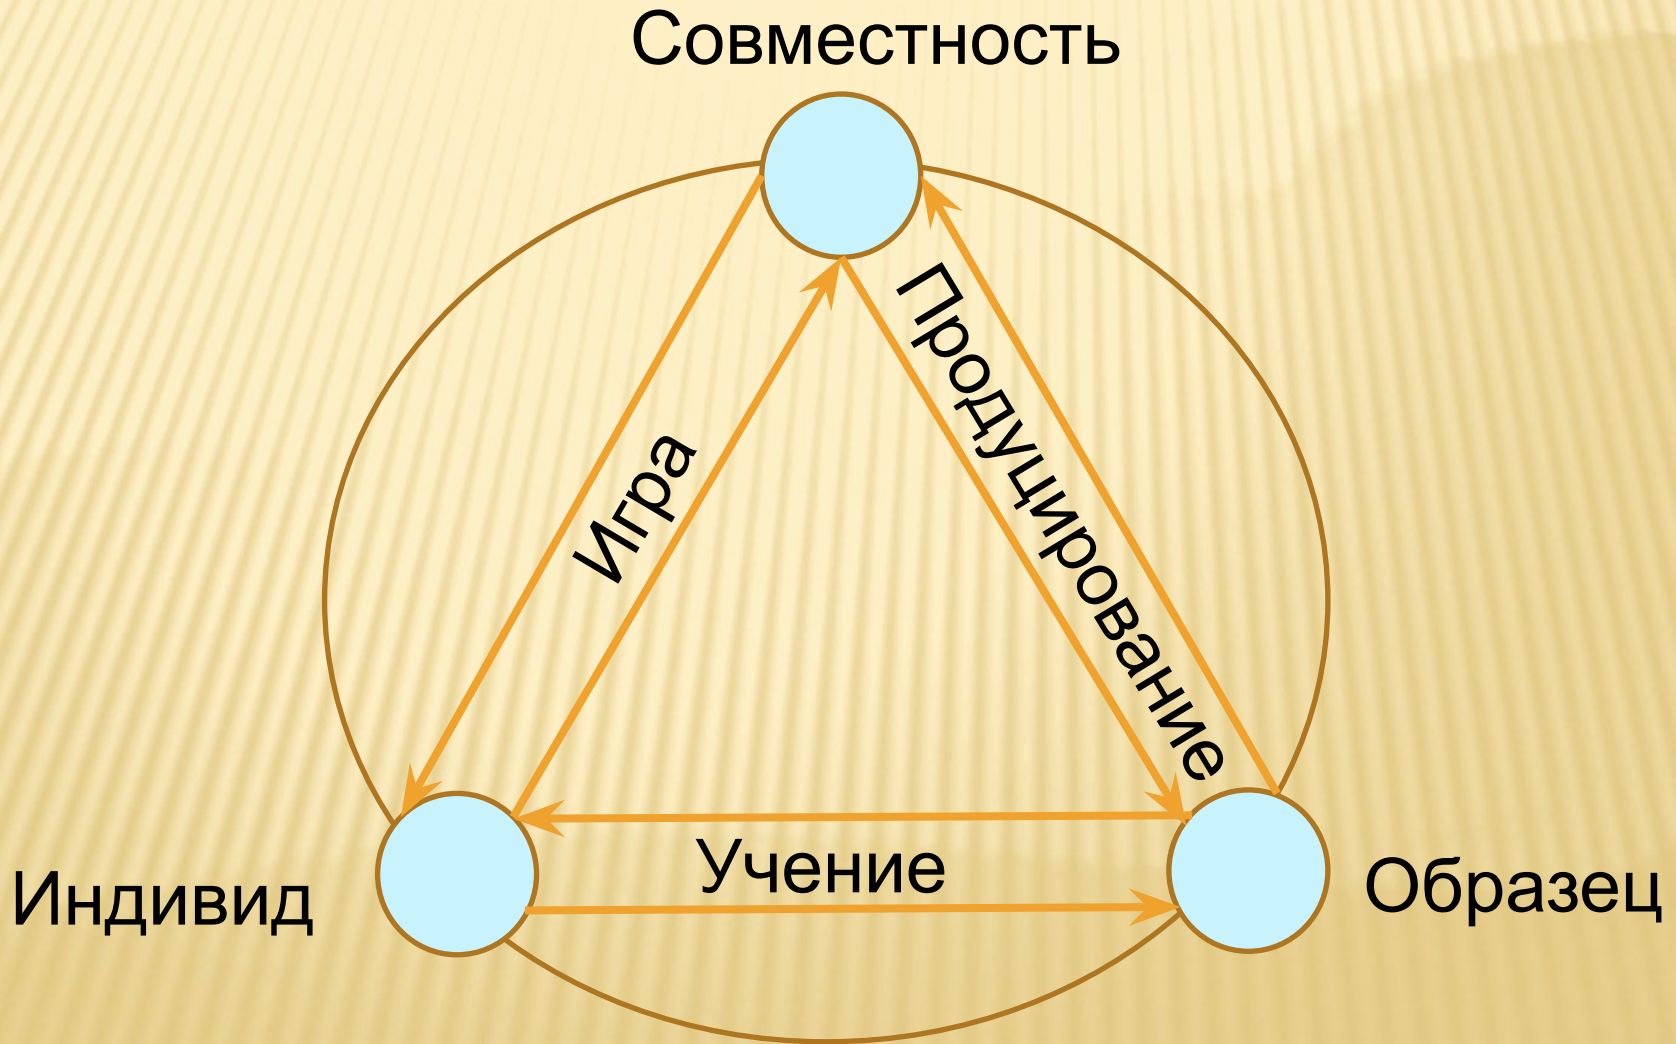 Совместность
Продуцирование
Игра
Учение
Индивид
Образец